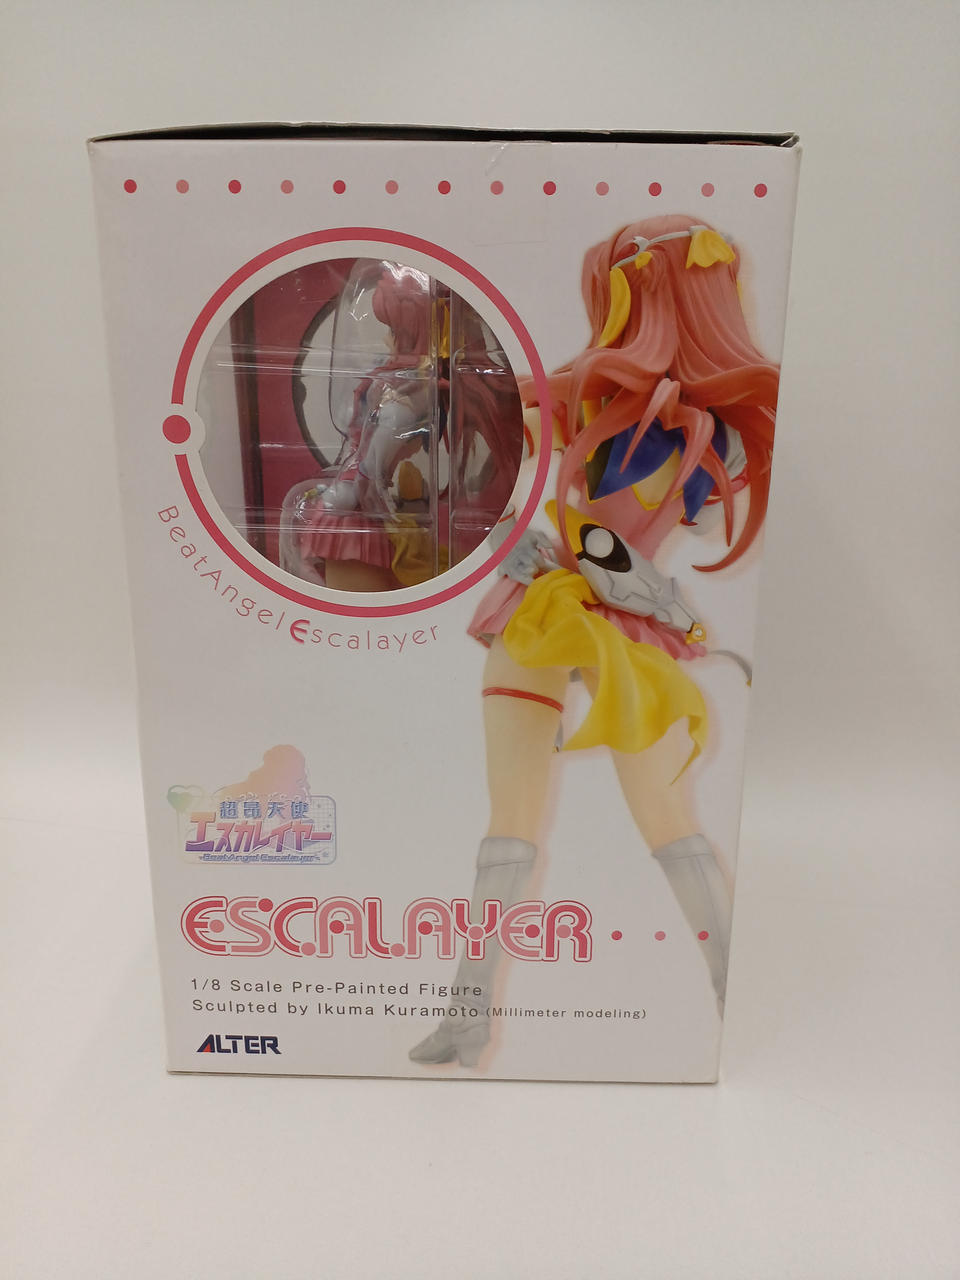 BeatAngelEscalayer
超昂天使
エスカレイヤー
BeatAngel Escalayer
ESCALAYER
1/8 Scale Pre-Painted Figure
Sculpted by Ikuma Kuramoto (Millimeter modeling)
ALTER